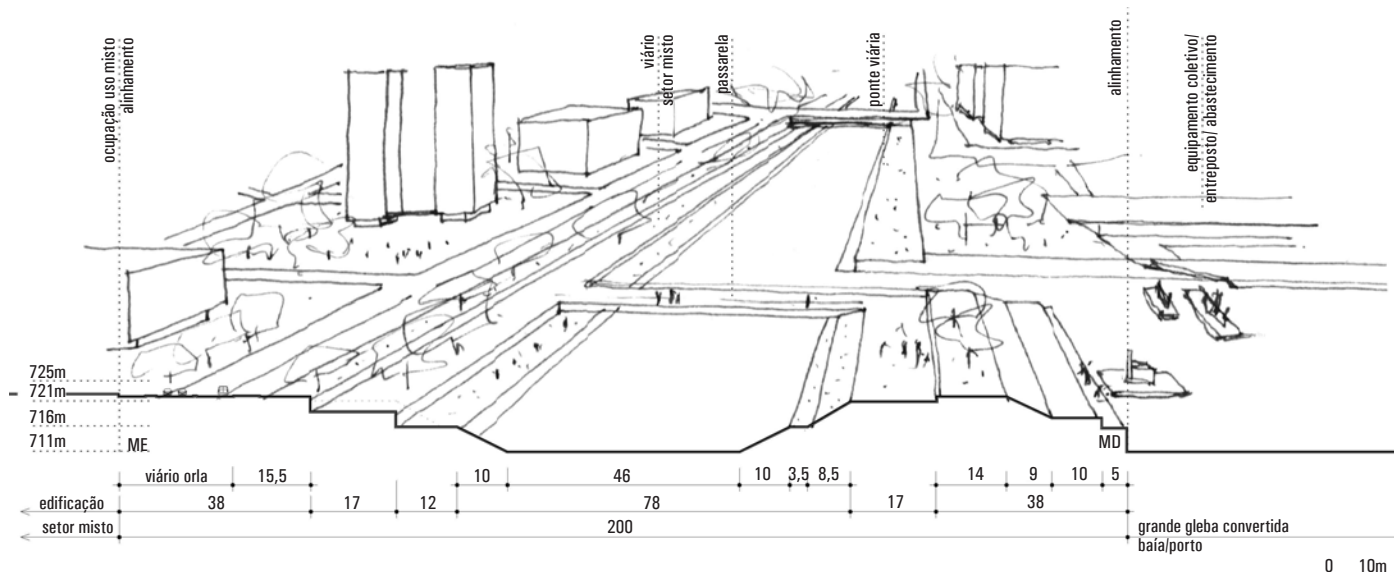 ocupação uso misto
alinhamento
viário
setor misto
passarela
ponte viária
alinhamento
equipamento coletivo/
entreposto/ abastecimento
725m
721m
716m
711m
ME
MD
viário orla
15,5
10
46
10
3,5
8,5
14
9
10
5
edificação
38
17
12
78
17
38
setor misto
200
grande gleba convertida
baía/porto
0 10m